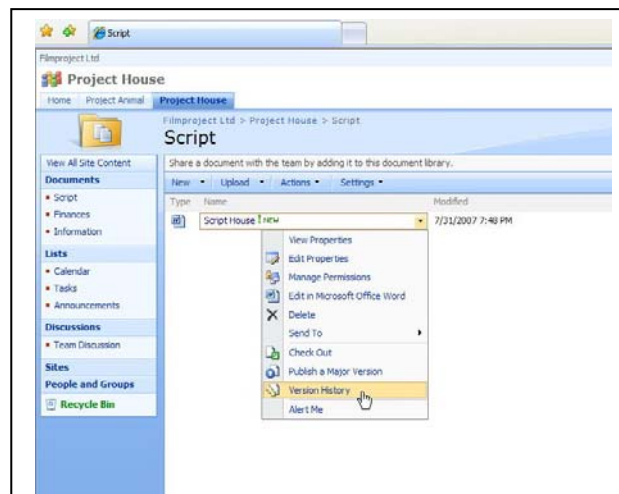 Script
Filmproject Ltd
Project House
Home Project Animal Project House
Filmproject Ltd > Project House > Script
Script
View All Site Content
Documents
Script
Finances
Information
Lists
Calendar
Tasks
Announcements
Discussions
Team Discussion
Sites
People and Groups
Recycle Bin
Share a document with the team by adding it to this document library.
New Upload Actions Settings
Type Name Modified
Script House ! NEW 7/31/2007 7:48 PM
View Properties
Edit Properties
Manage Permissions
Edit in Microsoft Office Word
Delete
Send To
Check Out
Publish a Major Version
Version History
Alert Me